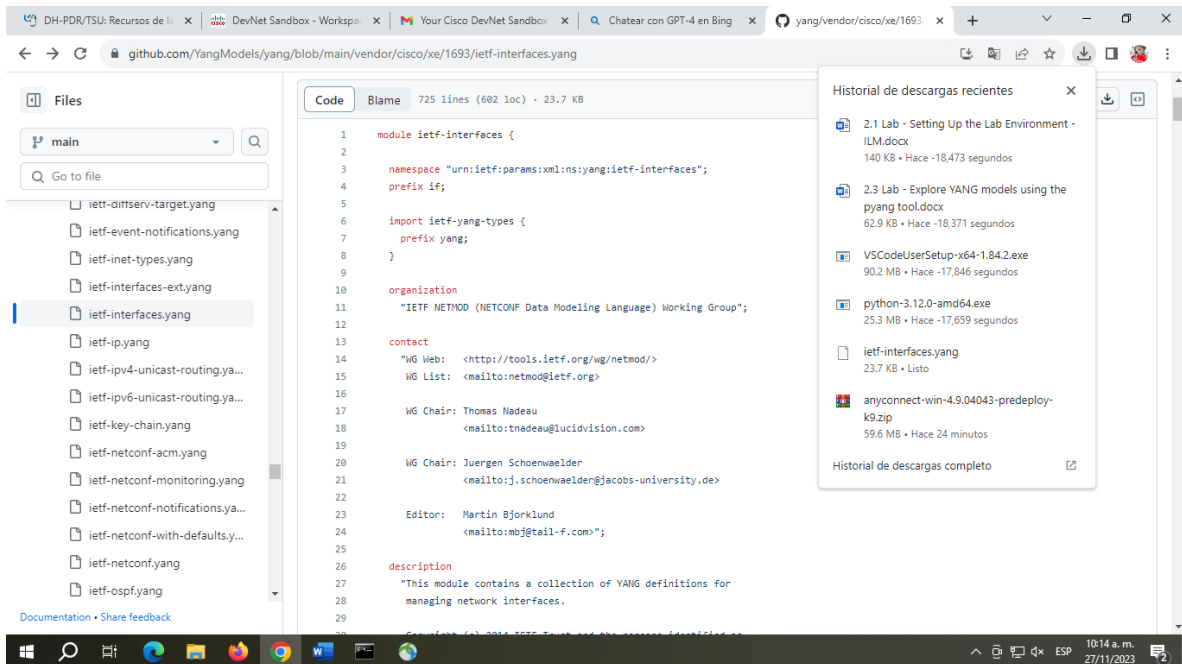 DH-PDR/TSU: Recursos de la
DevNet Sandbox - Workspac
Your Cisco DevNet Sandbox
Chatear con GPT-4 en Bing
yang/vendor/cisco/xe/1693/
github.com/YangModels/yang/blob/main/vendor/cisco/xe/1693/ietf-interfaces.yang
Files
main
Go to file
ietf-diffserv-target.yang
ietf-event-notifications.yang
ietf-inet-types.yang
ietf-interfaces-ext.yang
ietf-interfaces.yang
ietf-ip.yang
ietf-ipv4-unicast-routing.ya...
ietf-ipv6-unicast-routing.ya...
ietf-key-chain.yang
ietf-netconf-acm.yang
ietf-netconf-monitoring.yang
ietf-netconf-notifications.ya...
ietf-netconf-with-defaults.y...
ietf-netconf.yang
ietf-ospf.yang
Documentation • Share feedback
Code Blame 725 lines (602 loc) · 23.7 KB
1 module ietf-interfaces {
2
3 namespace "urn:ietf:params:xml:ns:yang:ietf-interfaces";
4 prefix if;
5
6 import ietf-yang-types {
7 prefix yang;
8 }
9
10 organization
11 "IETF NETMOD (NETCONF Data Modeling Language) Working Group";
12
13 contact
14 "WG Web: <http://tools.ietf.org/wg/netmod/>
15 WG List: <mailto:netmod@ietf.org>
16
17 WG Chair: Thomas Nadeau
18 <mailto:tnadeau@lucidvision.com>
19
20 WG Chair: Juergen Schoenwaelder
21 <mailto:j.schoenwaelder@jacobs-university.de>
22
23 Editor: Martin Bjorklund
24 <mailto:mbj@tail-f.com>";
25
26 description
27 "This module contains a collection of YANG definitions for
28 managing network interfaces.
29
30 Copyright (c) 2014 IETF Trust and the persons identified as
Historial de descargas recientes
2.1 Lab - Setting Up the Lab Environment -
ILM.docx
140 KB • Hace -18,473 segundos
2.3 Lab - Explore YANG models using the
pyang tool.docx
62.9 KB • Hace -18,371 segundos
VSCodeUserSetup-x64-1.84.2.exe
90.2 MB • Hace -17,846 segundos
python-3.12.0-amd64.exe
25.3 MB • Hace -17,659 segundos
ietf-interfaces.yang
23.7 KB • Listo
anyconnect-win-4.9.04043-predeploy-
k9.zip
59.6 MB • Hace 24 minutos
Historial de descargas completo
ESP
10:14 a. m.
27/11/2023
2